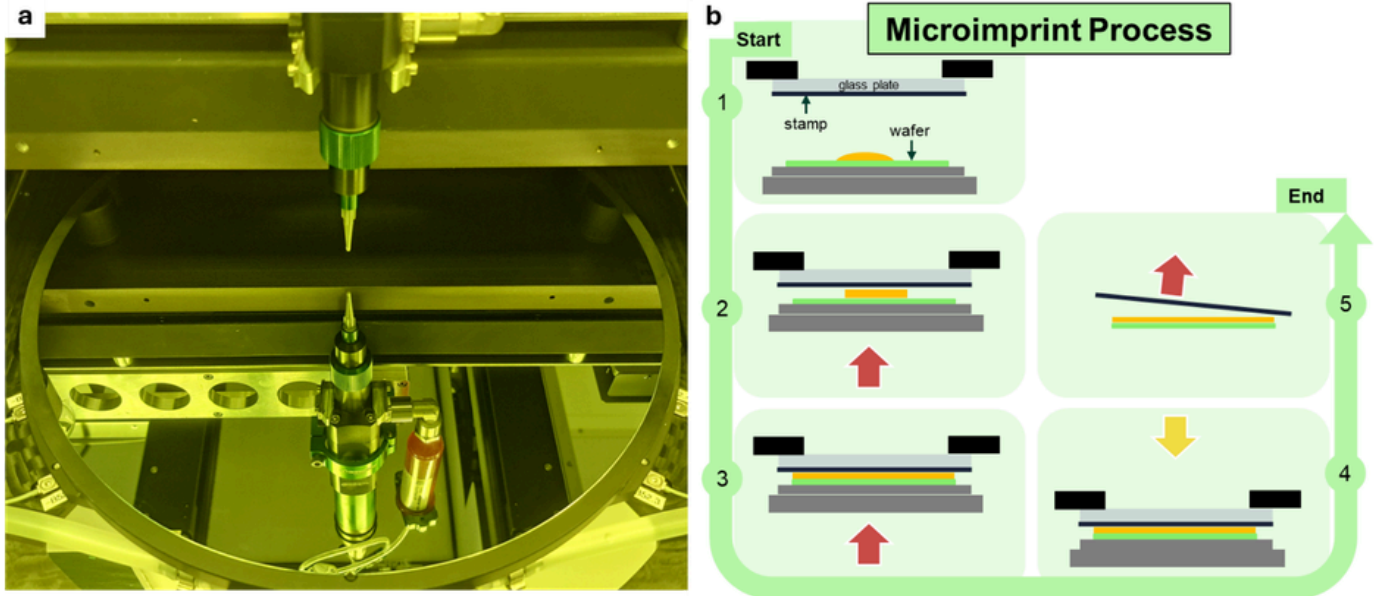 a
b
Microimprint Process
Start
1
glass plate
stamp
wafer
2
3
4
5
End